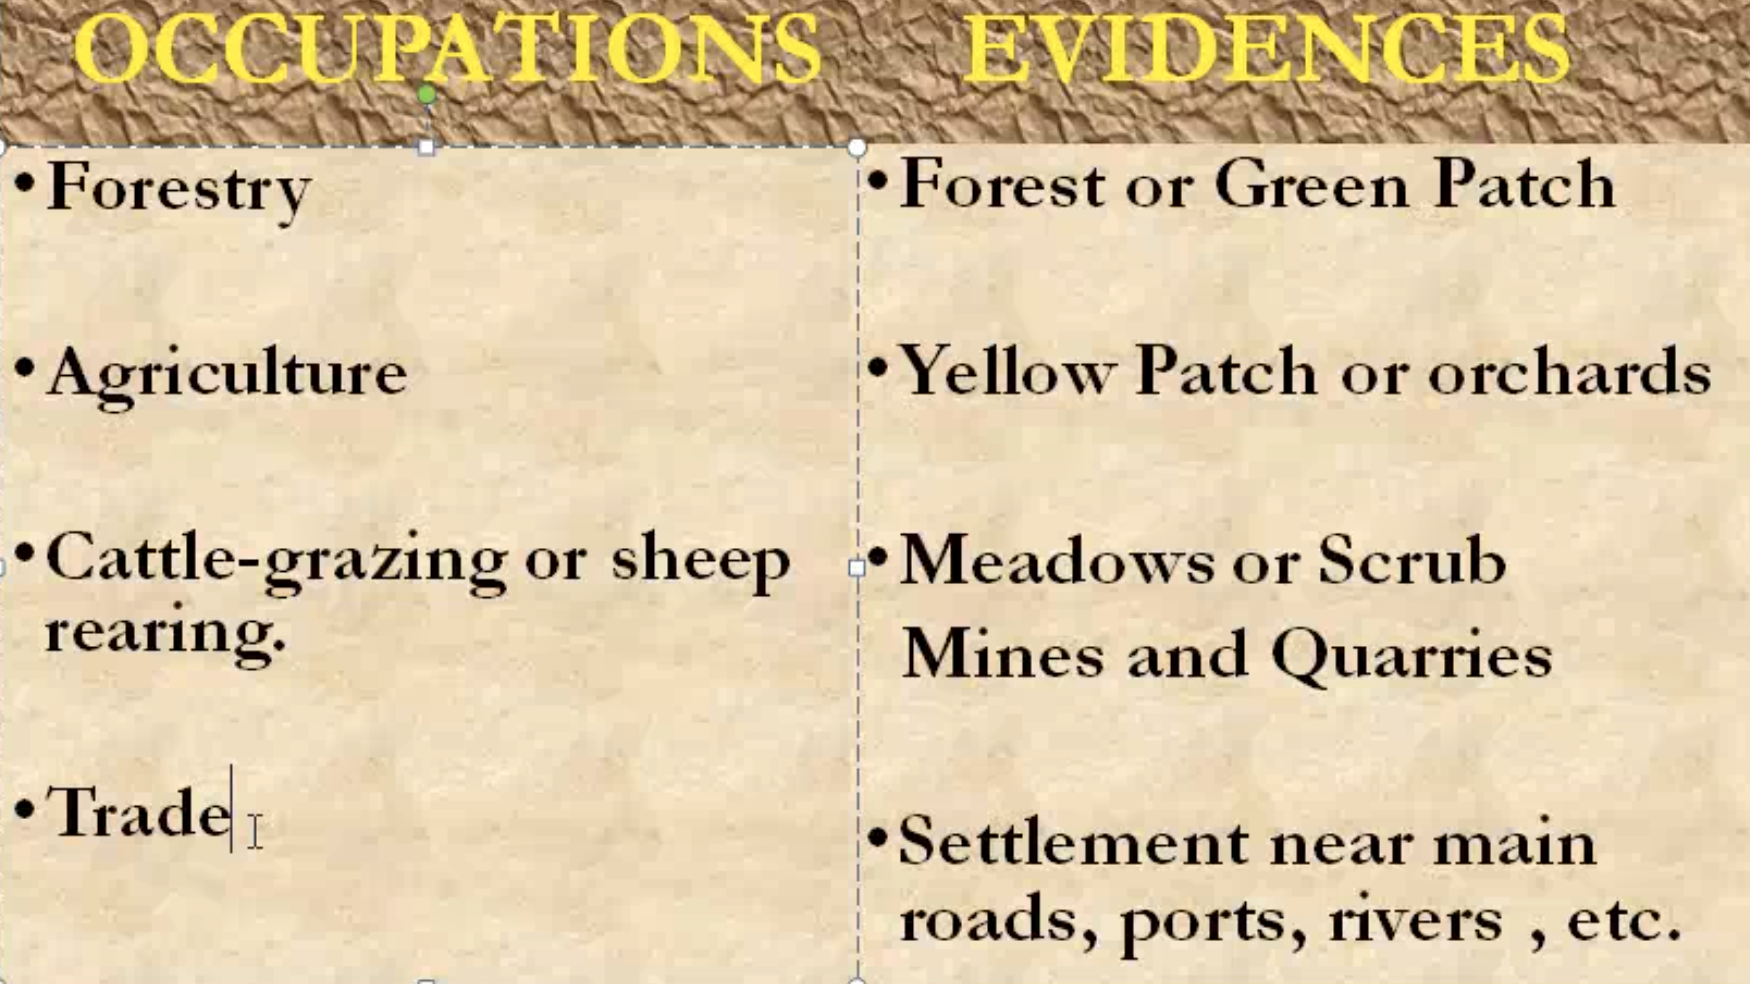 OCCUPATIONS
• Forestry
• Agriculture
• Cattle-grazing or sheep
rearing.
• Trade
EVIDENCES
• Forest or Green Patch
• Yellow Patch or orchards
• Meadows or Scrub
Mines and Quarries
• Settlement near main
roads, ports, rivers , etc.